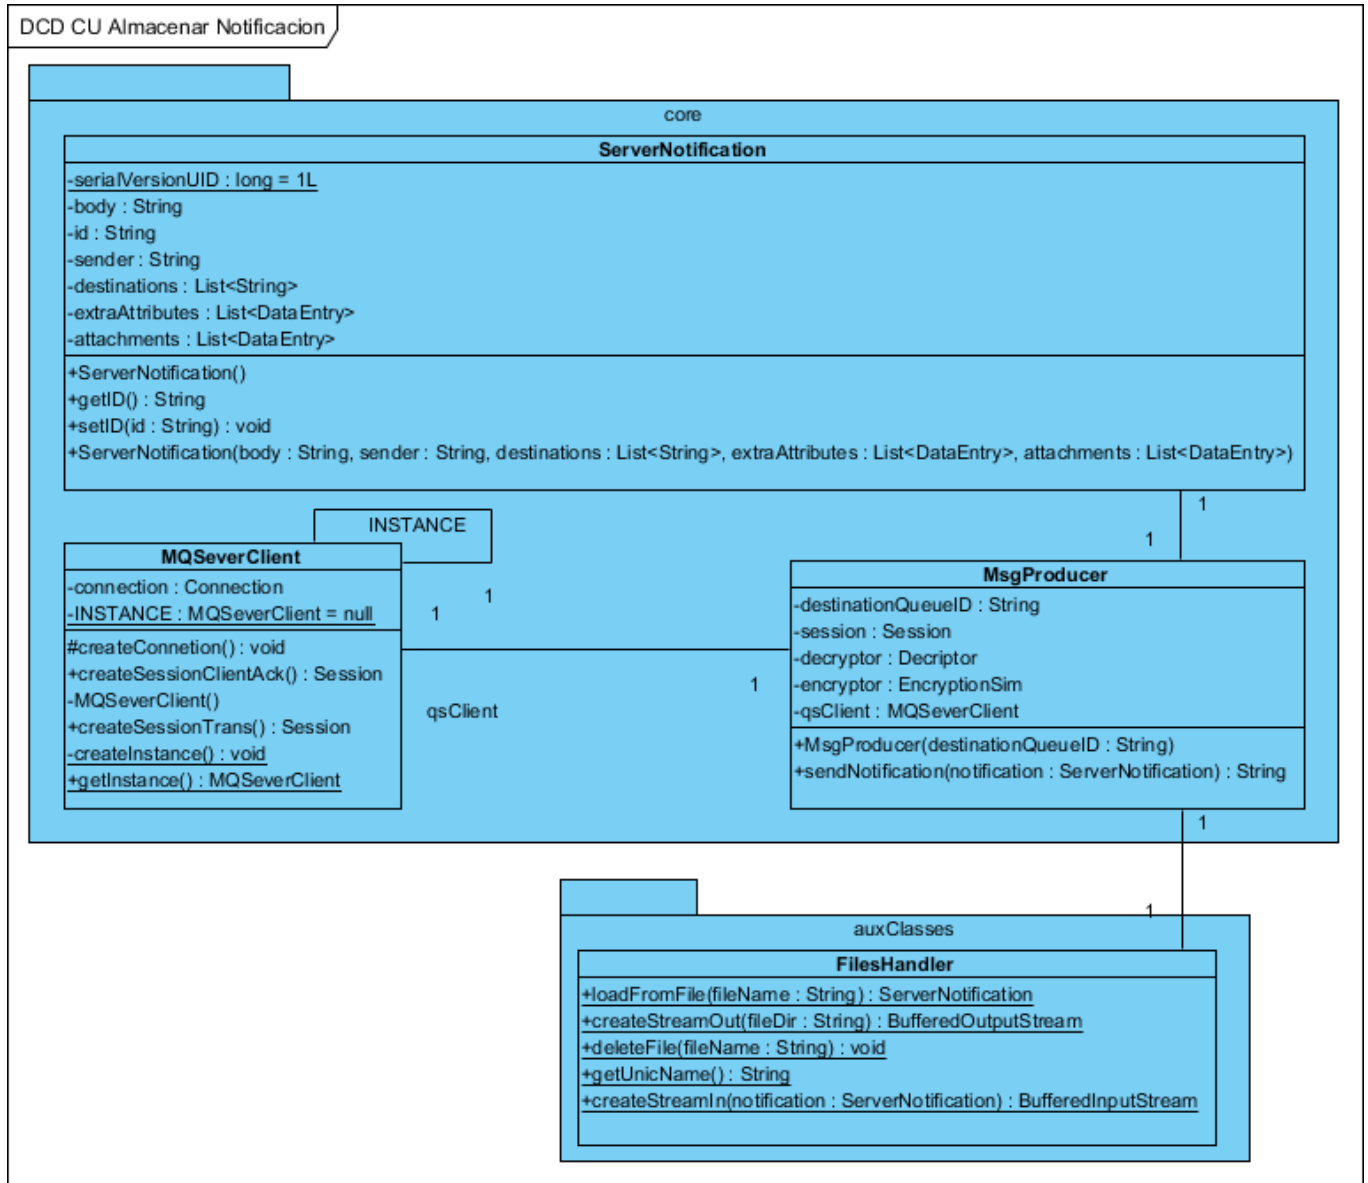 DCD CU Almacenar Notificacion
core
ServerNotification
-serialVersionUID : long = 1L
-body : String
-id : String
-sender : String
-destinations : List<String>
-extraAttributes : List<DataEntry>
-attachments : List<DataEntry>
+ServerNotification()
+getID() : String
+setID(id : String) : void
+ServerNotification(body : String, sender : String, destinations : List<String>, extraAttributes : List<DataEntry>, attachments : List<DataEntry>)
1
1
INSTANCE
1
MQSeverClient
-connection : Connection
-INSTANCE : MQSeverClient = null
#createConnetion() : void
+createSessionClientAck() : Session
-MQSeverClient()
+createSessionTrans() : Session
-createInstance() : void
+getInstance() : MQSeverClient
1
qsClient
1
MsgProducer
-destinationQueueID : String
-session : Session
-decryptor : Decriptor
-encryptor : EncryptionSim
-qsClient : MQSeverClient
+MsgProducer(destinationQueueID : String)
+sendNotification(notification : ServerNotification) : String
1
1
auxClasses
FilesHandler
+loadFromFile(fileName : String) : ServerNotification
+createStreamOut(fileDir : String) : BufferedOutputStream
+deleteFile(fileName : String) : void
+getUnicName() : String
+createStreamIn(notification : ServerNotification) : BufferedInputStream